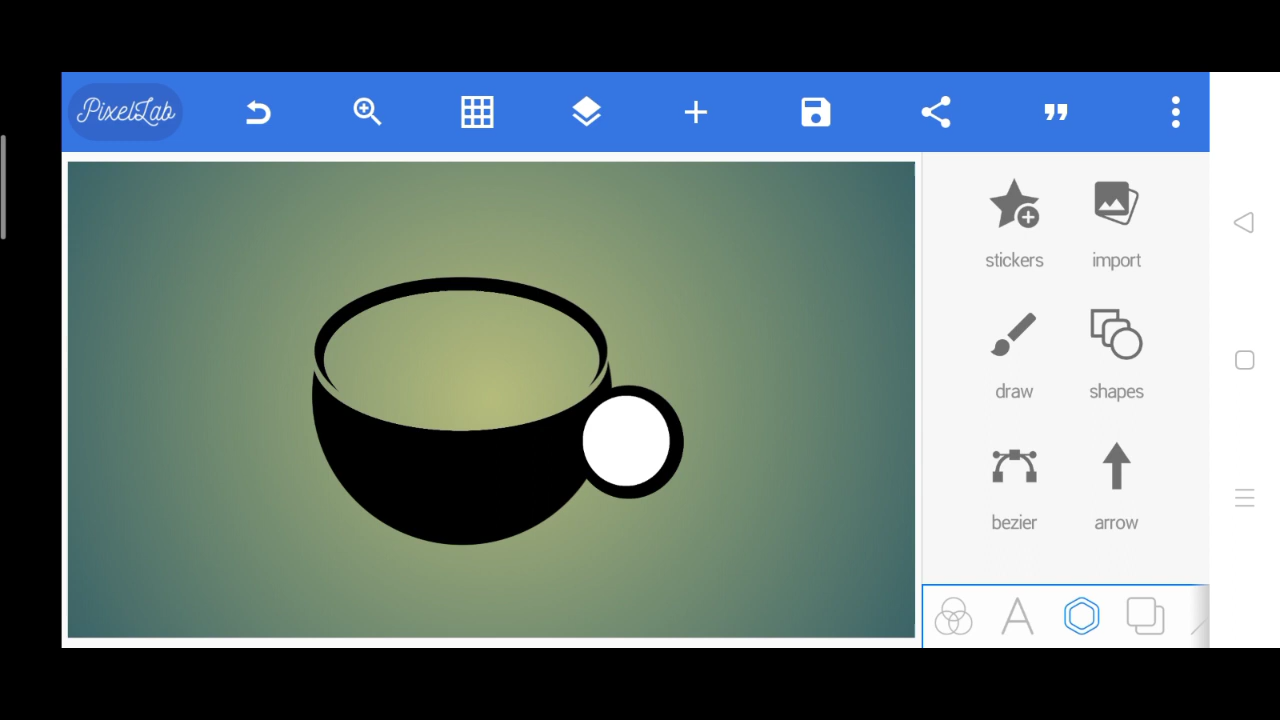 PixelLab
stickers
import
draw
shapes
bezier
arrow